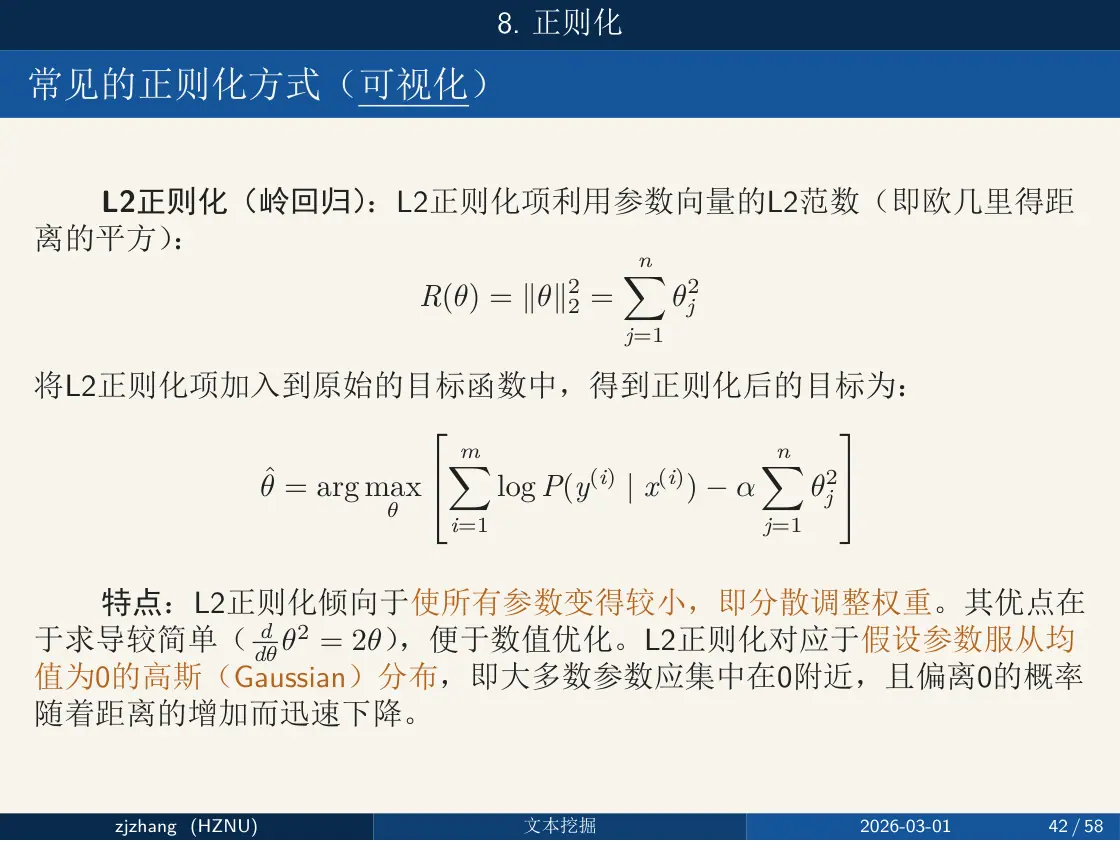 8. 正则化
常见的正则化方式（可视化）
L2正则化（岭回归）：L2正则化项利用参数向量的L2范数（即欧几里得距
离的平方）：
R(θ) = ‖θ‖₂² = ∑_{j=1}^{n} θ_j²
将L2正则化项加入到原始的目标函数中，得到正则化后的目标为：
θ̂ = arg max_θ [ ∑_{i=1}^{m} log P(y^{(i)} | x^{(i)}) − α ∑_{j=1}^{n} θ_j² ]
特点：L2正则化倾向于使所有参数变得较小，即分散调整权重。其优点在
于求导较简单（d/dθ θ² = 2θ），便于数值优化。L2正则化对应于假设参数服从均
值为0的高斯（Gaussian）分布，即大多数参数应集中在0附近，且偏离0的概率
随着距离的增加而迅速下降。
zjzhang (HZNU) 文本挖掘 2026-03-01 42 / 58